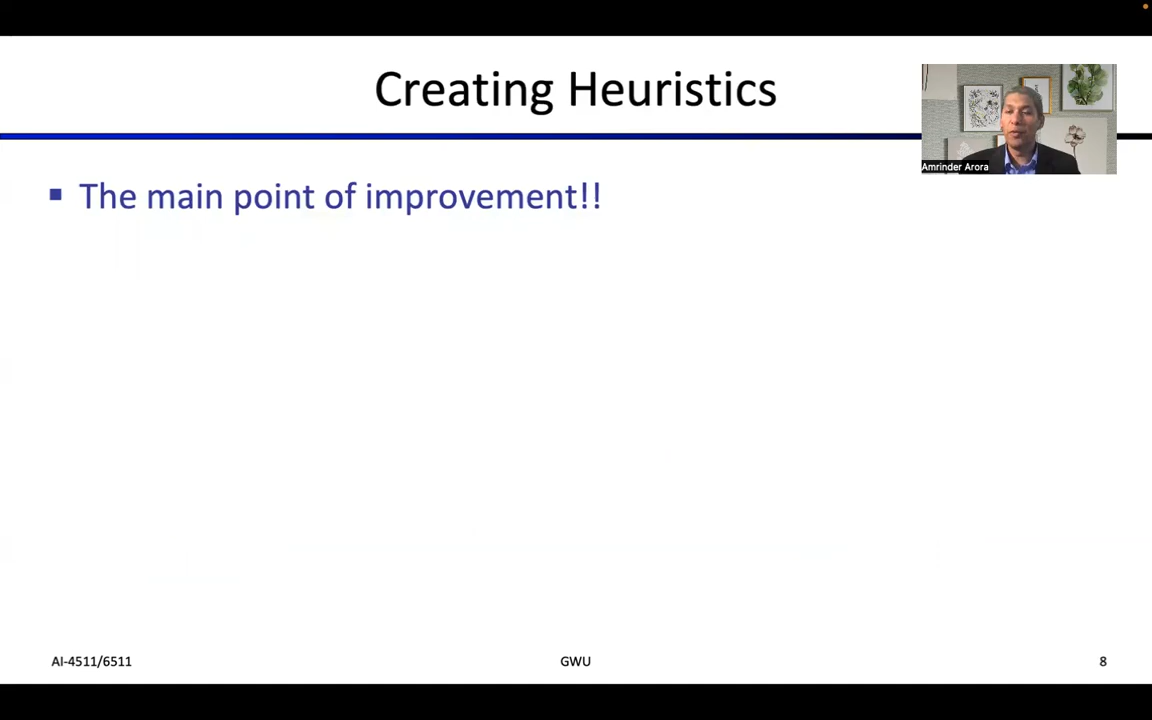 Creating Heuristics
Amrinder Arora
▪ The main point of improvement!!
AI-4511/6511
GWU
8